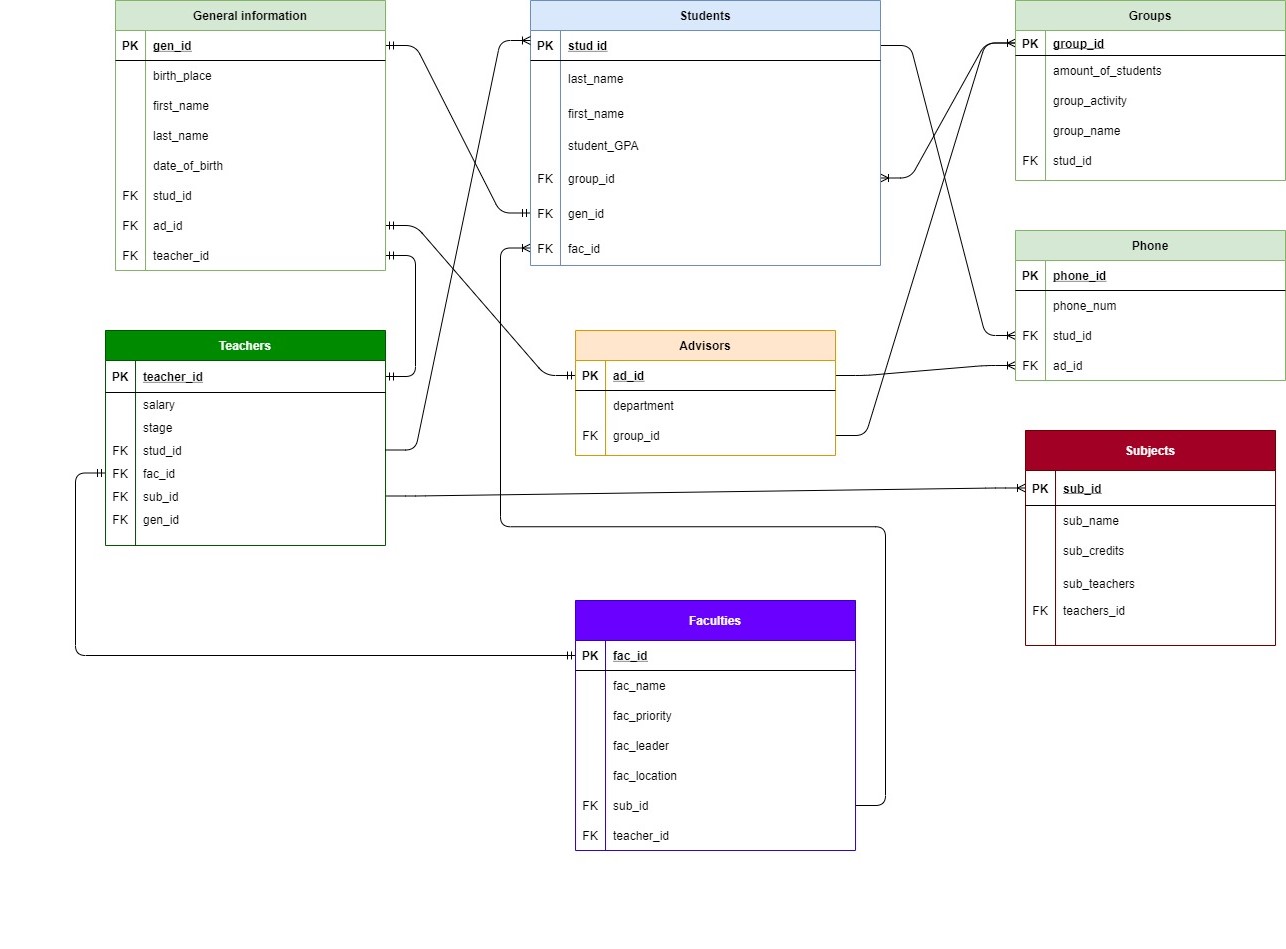 General information
PK gen_id
birth_place
first_name
last_name
date_of_birth
FK stud_id
FK ad_id
FK teacher_id
Students
PK stud id
last_name
first_name
student_GPA
FK group_id
FK gen_id
FK fac_id
Groups
PK group_id
amount_of_students
group_activity
group_name
FK stud_id
Phone
PK phone_id
phone_num
FK stud_id
FK ad_id
Teachers
PK teacher_id
salary
stage
FK stud_id
FK fac_id
FK sub_id
FK gen_id
Advisors
PK ad_id
department
FK group_id
Subjects
PK sub_id
sub_name
sub_credits
sub_teachers
FK teachers_id
Faculties
PK fac_id
fac_name
fac_priority
fac_leader
fac_location
FK sub_id
FK teacher_id